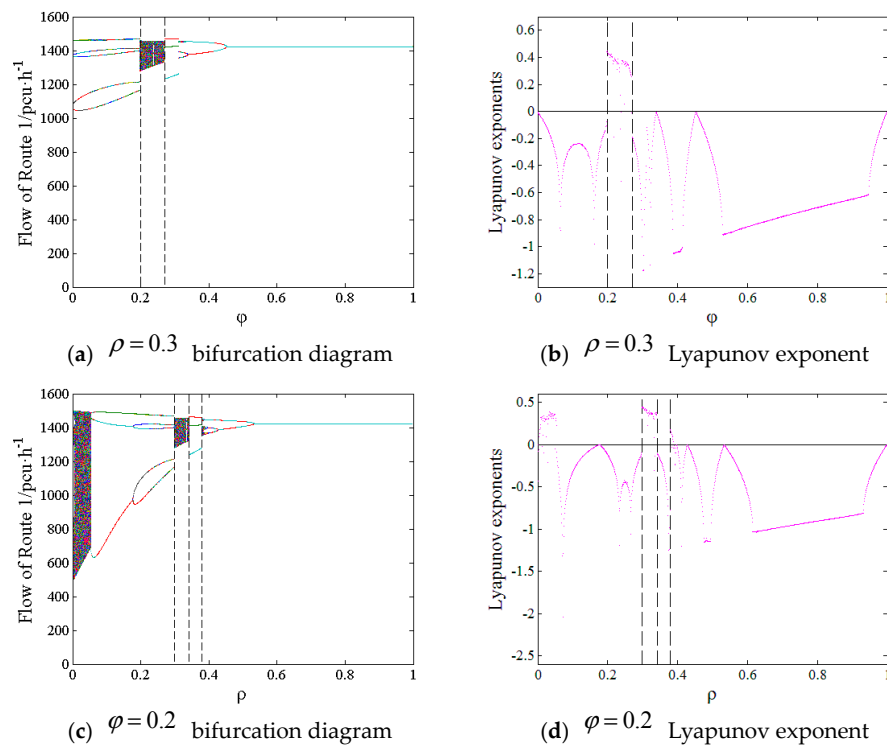 1600
1400
1200
1000
800
600
400
200
0
Flow of Route 1/pcu·h⁻¹
0 0.2 0.4 0.6 0.8 1
φ
(a) ρ = 0.3 bifurcation diagram
0.6
0.4
0.2
0
-0.2
-0.4
-0.6
-0.8
-1
-1.2
Lyapunov exponents
0 0.2 0.4 0.6 0.8 1
φ
(b) ρ = 0.3 Lyapunov exponent
1600
1400
1200
1000
800
600
400
200
0
Flow of Route 1/pcu·h⁻¹
0 0.2 0.4 0.6 0.8 1
ρ
(c) φ = 0.2 bifurcation diagram
0.5
0
-0.5
-1
-1.5
-2
-2.5
Lyapunov exponents
0 0.2 0.4 0.6 0.8 1
ρ
(d) φ = 0.2 Lyapunov exponent